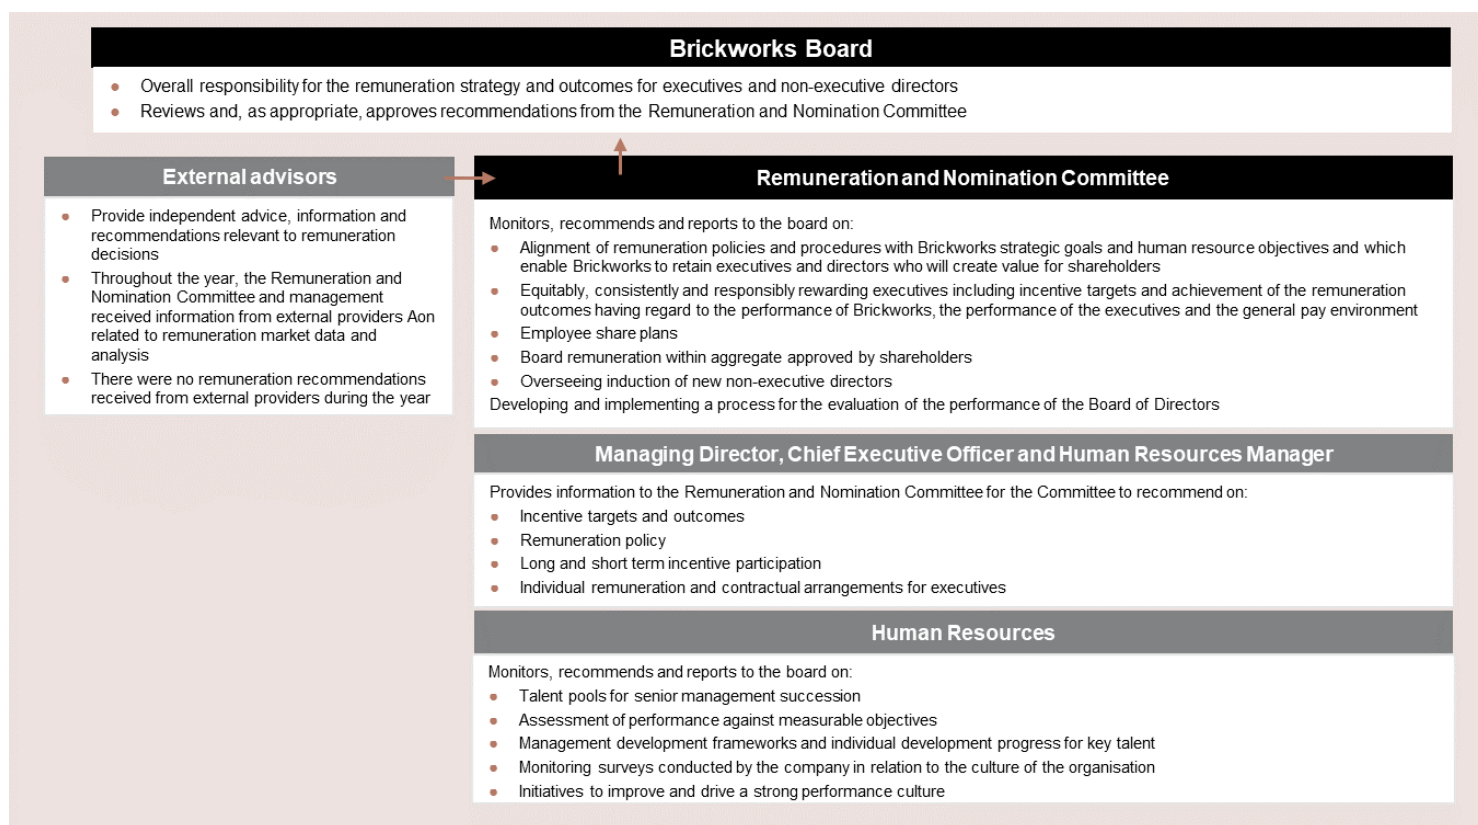 Brickworks Board
● Overall responsibility for the remuneration strategy and outcomes for executives and non-executive directors
● Reviews and, as appropriate, approves recommendations from the Remuneration and Nomination Committee
External advisors
● Provide independent advice, information and
recommendations relevant to remuneration
decisions
● Throughout the year, the Remuneration and
Nomination Committee and management
received information from external providers Aon
related to remuneration market data and
analysis
● There were no remuneration recommendations
received from external providers during the year
Remuneration and Nomination Committee
Monitors, recommends and reports to the board on:
● Alignment of remuneration policies and procedures with Brickworks strategic goals and human resource objectives and which
enable Brickworks to retain executives and directors who will create value for shareholders
● Equitably, consistently and responsibly rewarding executives including incentive targets and achievement of the remuneration
outcomes having regard to the performance of Brickworks, the performance of the executives and the general pay environment
● Employee share plans
● Board remuneration within aggregate approved by shareholders
● Overseeing induction of new non-executive directors
Developing and implementing a process for the evaluation of the performance of the Board of Directors
Managing Director, Chief Executive Officer and Human Resources Manager
Provides information to the Remuneration and Nomination Committee for the Committee to recommend on:
● Incentive targets and outcomes
● Remuneration policy
● Long and short term incentive participation
● Individual remuneration and contractual arrangements for executives
Human Resources
Monitors, recommends and reports to the board on:
● Talent pools for senior management succession
● Assessment of performance against measurable objectives
● Management development frameworks and individual development progress for key talent
● Monitoring surveys conducted by the company in relation to the culture of the organisation
● Initiatives to improve and drive a strong performance culture